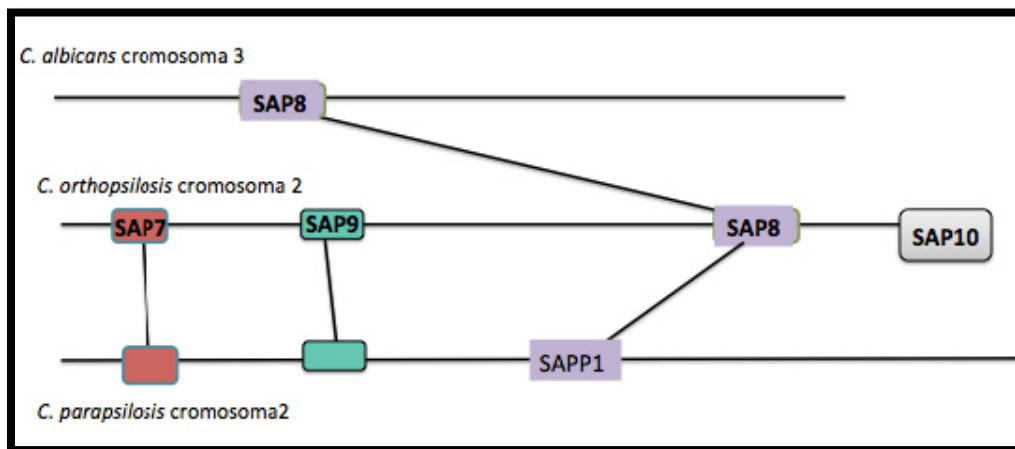 C. albicans cromosoma 3
SAP8
C. orthopsilosis cromosoma 2
SAP7 SAP9 SAP8 SAP10
SAPP1
C. parapsilosis cromosoma2